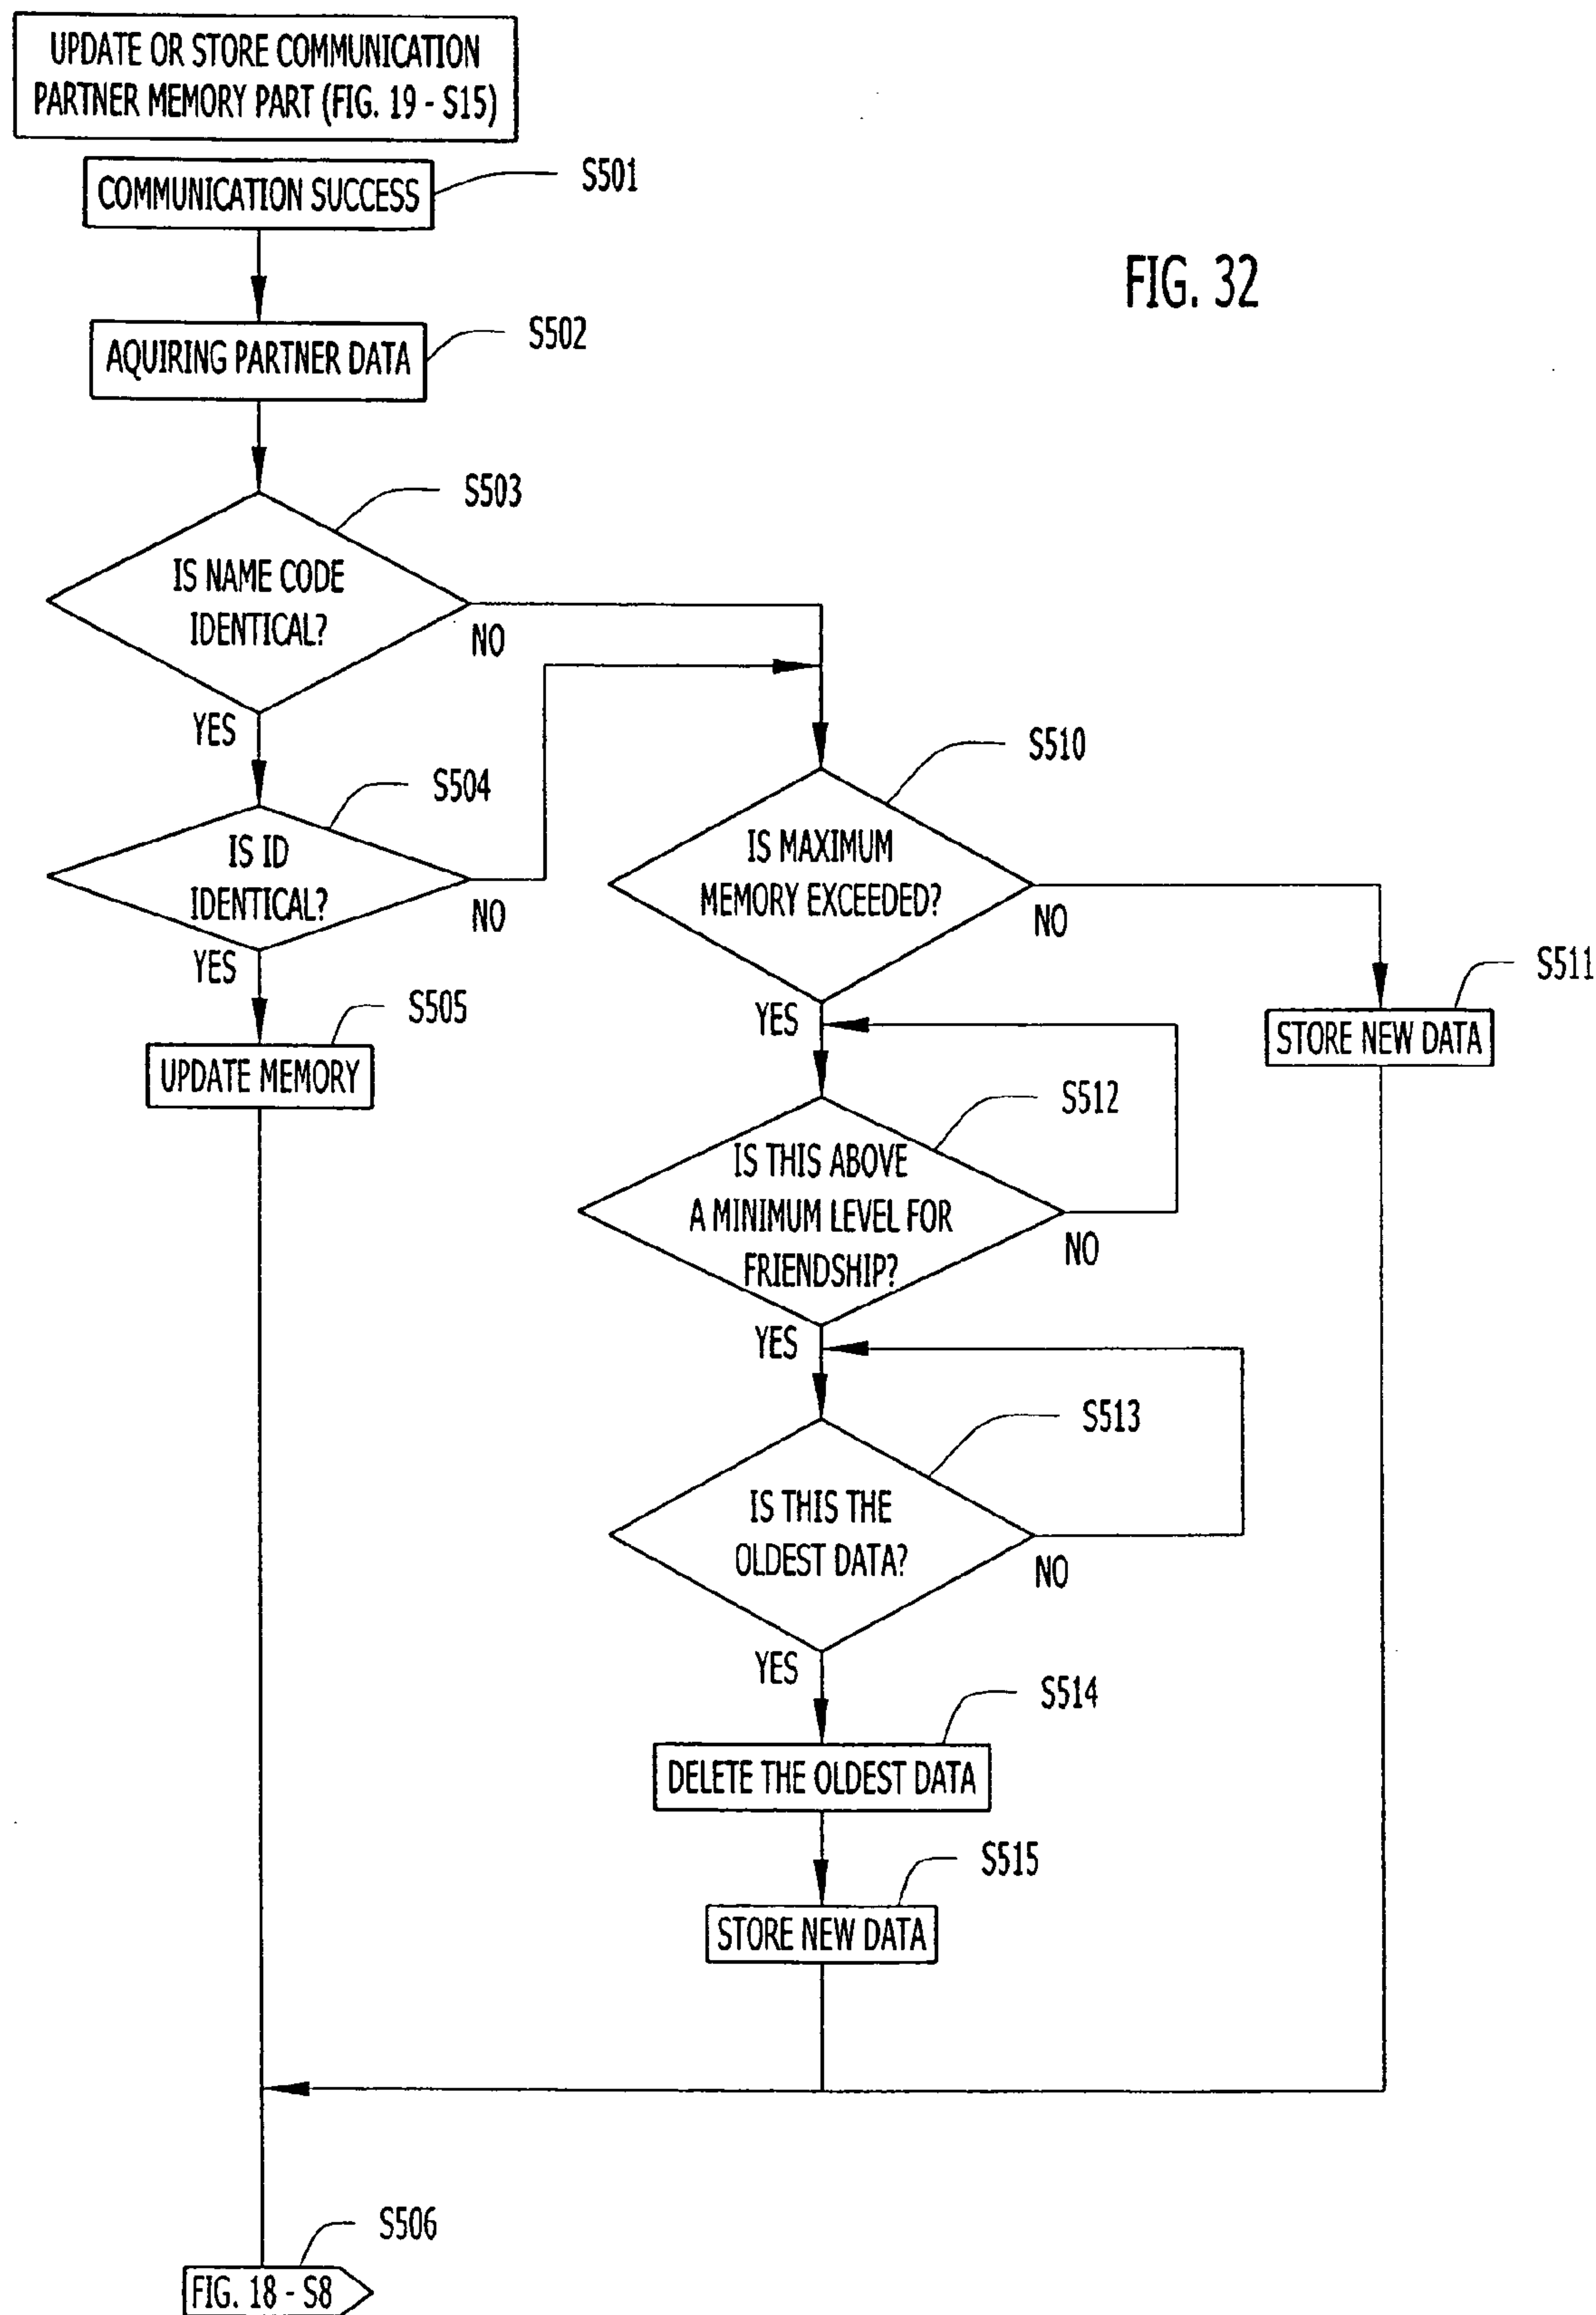 UPDATE OR STORE COMMUNICATION
PARTNER MEMORY PART (FIG. 19 - S15)
COMMUNICATION SUCCESS
S501
FIG. 32
AQUIRING PARTNER DATA
S502
S503
IS NAME CODE
IDENTICAL?
NO
YES
S504
IS ID
IDENTICAL?
NO
YES
S505
UPDATE MEMORY
S510
IS MAXIMUM
MEMORY EXCEEDED?
NO
YES
S511
STORE NEW DATA
S512
IS THIS ABOVE
A MINIMUM LEVEL FOR
FRIENDSHIP?
NO
YES
S513
IS THIS THE
OLDEST DATA?
NO
YES
S514
DELETE THE OLDEST DATA
S515
STORE NEW DATA
S506
FIG. 18 - S8